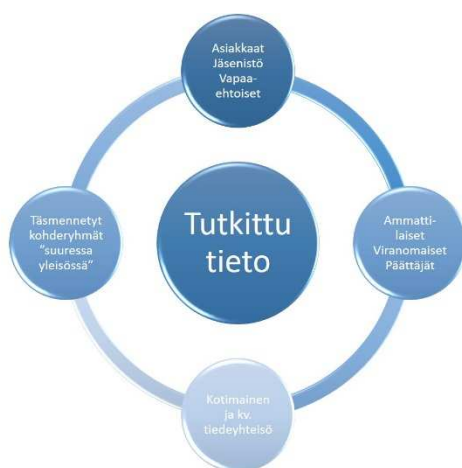 Asiakkaat
Jäsenistö
Vapaa-
ehtoiset
Täsmennetyt
kohderyhmät
"suuressa
yleisössä"
Tutkittu
tieto
Ammatti-
laiset
Viranomaiset
Päättäjät
Kotimainen
ja kv.
tiedeyhteisö